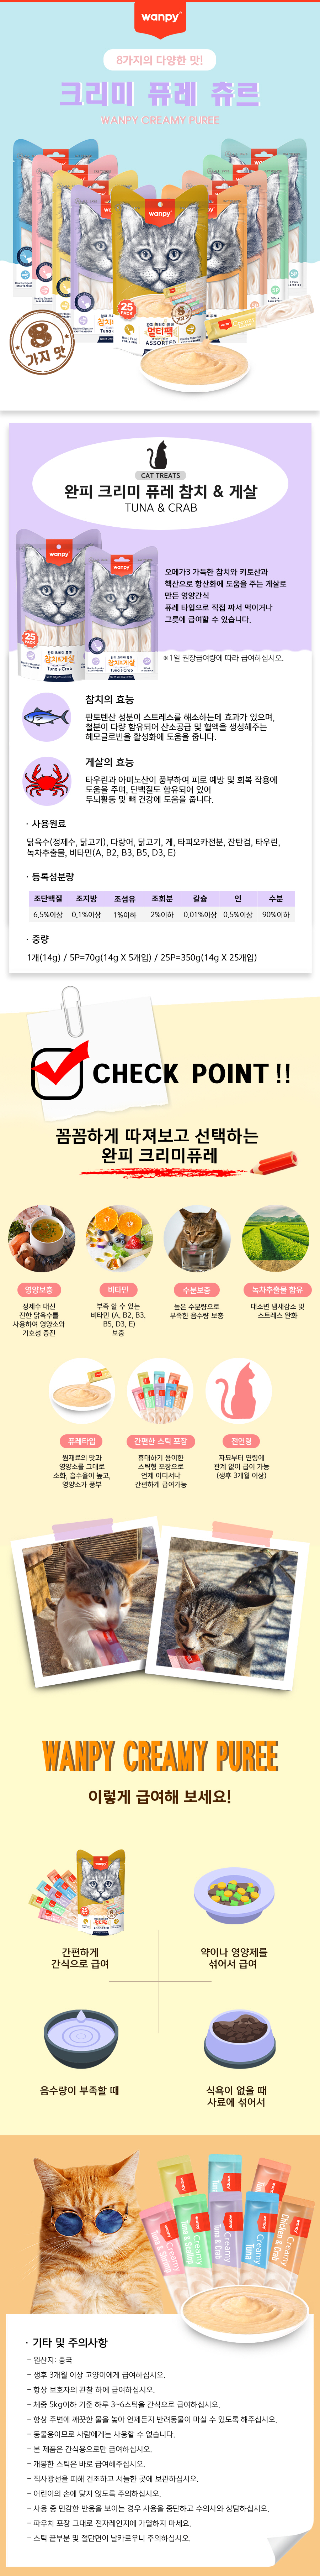 wanpy
8가지의 다양한 맛!
크리미 퓨레 츄르
WANPY CREAMY PUREE
wanpy
25
멀티팩
ASSORTED
8
가지 맛
CAT TREATS
완피 크리미 퓨레 참치 & 게살
TUNA & CRAB
wanpy
wanpy
25
참치&게살
Tuna & Crab
참치&게살
Tuna & Crab
오메가3 가득한 참치와 키토산과
핵산으로 항산화에 도움을 주는 게살로
만든 영양간식
퓨레 타입으로 직접 짜서 먹이거나
그릇에 급여할 수 있습니다.
※1일 권장급여량에 따라 급여하십시오.
참치의 효능
판토텐산 성분이 스트레스를 해소하는데 효과가 있으며,
철분이 다량 함유되어 산소공급 및 혈액을 생성해주는
헤모글로빈을 활성화에 도움을 줍니다.
게살의 효능
타우린과 아미노산이 풍부하여 피로 예방 및 회복 작용에
도움을 주며, 단백질도 함유되어 있어
두뇌활동 및 뼈 건강에 도움을 줍니다.
· 사용원료
닭육수(정제수, 닭고기), 다랑어, 닭고기, 게, 타피오카전분, 잔탄검, 타우린,
녹차추출물, 비타민(A, B2, B3, B5, D3, E)
· 등록성분량
조단백질 조지방 조섬유 조회분 칼슘 인 수분
6.5%이상 0.1%이상 1%이하 2%이하 0.01%이상 0.5%이상 90%이하
· 중량
1개(14g) / 5P=70g(14g X 5개입) / 25P=350g(14g X 25개입)
CHECK POINT !!
꼼꼼하게 따져보고 선택하는
완피 크리미퓨레
영양보충
정제수 대신
진한 닭육수를
사용하여 영양소와
기호성 증진
비타민
부족 할 수 있는
비타민 (A, B2, B3,
B5, D3, E)
보충
수분보충
높은 수분량으로
부족한 음수량 보충
녹차추출물 함유
대소변 냄새감소 및
스트레스 완화
퓨레타입
원재료의 맛과
영양소를 그대로
소화, 흡수율이 높고,
영양소가 풍부
간편한 스틱 포장
휴대하기 용이한
스틱형 포장으로
언제 어디서나
간편하게 급여가능
전연령
자묘부터 연령에
관계 없이 급여 가능
(생후 3개월 이상)
WANPY CREAMY PUREE
이렇게 급여해 보세요!
간편하게
간식으로 급여
약이나 영양제를
섞어서 급여
음수량이 부족할 때
식욕이 없을 때
사료에 섞어서
wanpy
Creamy
Tuna & Crab
Creamy
Tuna
Creamy
Chicken & Crab
· 기타 및 주의사항
- 원산지: 중국
- 생후 3개월 이상 고양이에게 급여하십시오.
- 항상 보호자의 관찰 하에 급여하십시오.
- 체중 5kg이하 기준 하루 3~6스틱을 간식으로 급여하십시오.
- 항상 주변에 깨끗한 물을 놓아 언제든지 반려동물이 마실 수 있도록 해주십시오.
- 동물용이므로 사람에게는 사용할 수 없습니다.
- 본 제품은 간식용으로만 급여하십시오.
- 개봉한 스틱은 바로 급여해주십시오.
- 직사광선을 피해 건조하고 서늘한 곳에 보관하십시오.
- 어린이의 손에 닿지 않도록 주의하십시오.
- 사용 중 민감한 반응을 보이는 경우 사용을 중단하고 수의사와 상담하십시오.
- 파우치 포장 그대로 전자레인지에 가열하지 마세요.
- 스틱 끝부분 및 절단면이 날카로우니 주의하십시오.